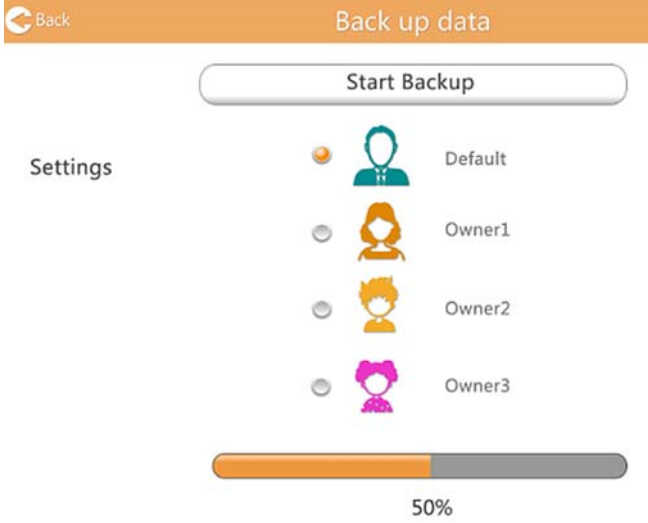 Back
Back up data
Start Backup
Settings
Default
Owner1
Owner2
Owner3
50%